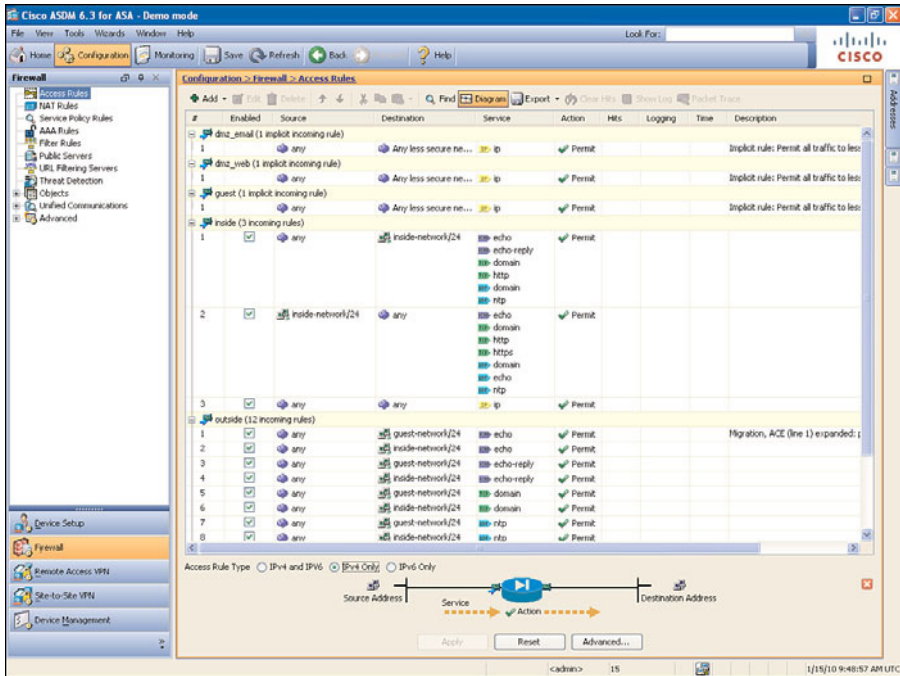 Cisco ASDM 6.3 for ASA - Demo mode
File View Tools Wizards Window Help Look For:
Home Configuration Monitoring Save Refresh Back Help
CISCO
Firewall
Access Rules
NAT Rules
Service Policy Rules
AAA Rules
Filter Rules
Public Servers
URL Filtering Servers
Threat Detection
Objects
Unified Communications
Advanced
Device Setup
Firewall
Remote Access VPN
Site-to-Site VPN
Device Management
Configuration > Firewall > Access Rules
Add Edit Delete Find Diagram Export Clear Hits Show Log Packet Trace
# Enabled Source Destination Service Action Hits Logging Time Description
dmz_email (1 implicit incoming rule)
1 any Any less secure ne... ip Permit Implicit rule: Permit all traffic to less
dmz_web (1 implicit incoming rule)
1 any Any less secure ne... ip Permit Implicit rule: Permit all traffic to less
guest (1 implicit incoming rule)
1 any Any less secure ne... ip Permit Implicit rule: Permit all traffic to less
inside (3 incoming rules)
1 any inside-network/24 echo Permit
echo-reply
domain
http
domain
ntp
2 inside-network/24 any echo Permit
domain
http
https
domain
echo
ntp
3 any any ip Permit
outside (12 incoming rules)
1 any guest-network/24 echo Permit Migration, ACE (line 1) expanded: p
2 any inside-network/24 echo Permit
3 any guest-network/24 echo-reply Permit
4 any inside-network/24 echo-reply Permit
5 any guest-network/24 domain Permit
6 any inside-network/24 domain Permit
7 any guest-network/24 ntp Permit
8 any inside-network/24 ntp Permit
Access Rule Type IPv4 and IPv6 IPv4 Only IPv6 Only
Source Address Service Action Destination Address
Apply Reset Advanced...
<admin> 15 1/15/10 9:48:57 AM UTC
Addresses